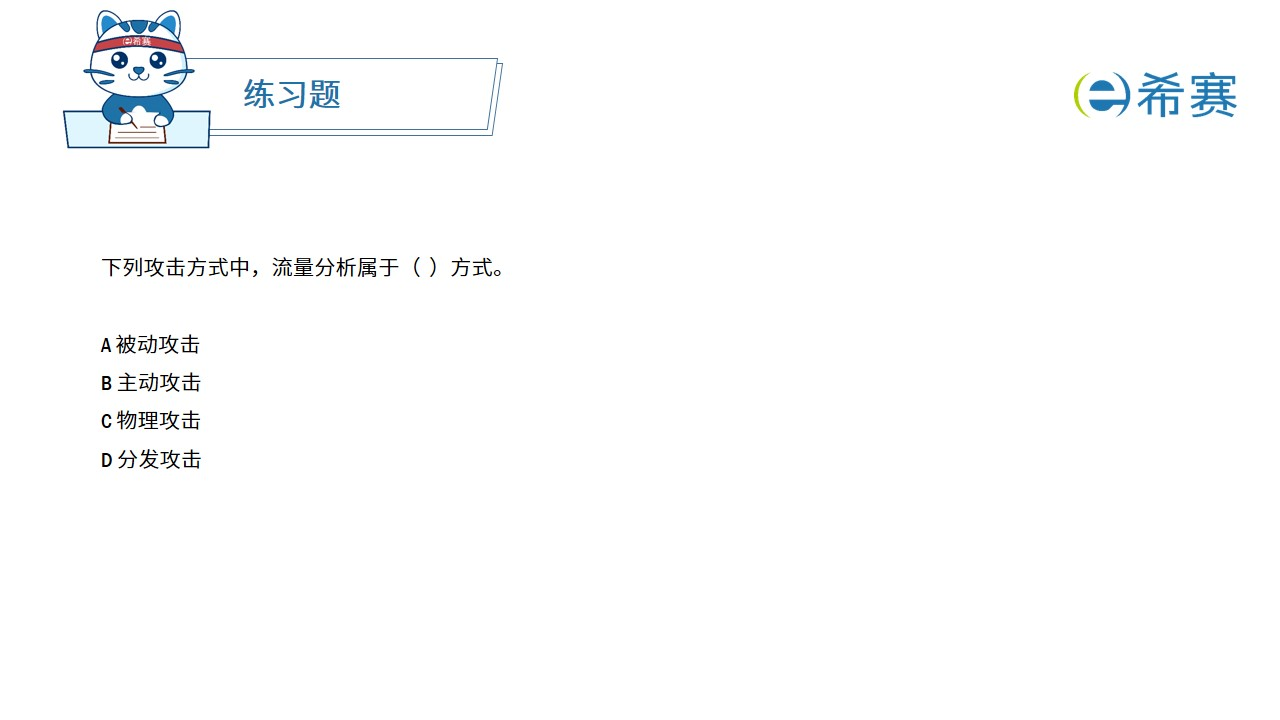 希赛
练习题
希赛
下列攻击方式中，流量分析属于（ ）方式。
A 被动攻击
B 主动攻击
C 物理攻击
D 分发攻击